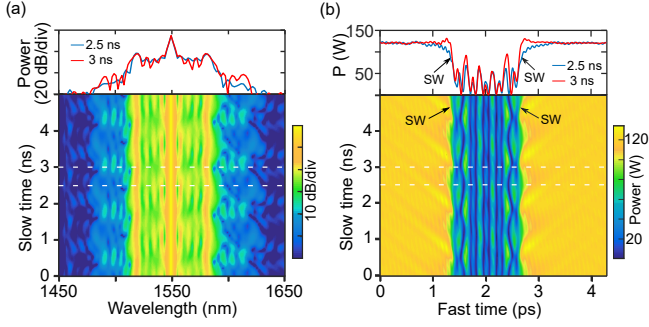 (a)
2.5 ns
3 ns
Power
(20 dB/div)
Slow time (ns)
4
3
2
1
0
1450
1550
1650
Wavelength (nm)
10 dB/div
(b)
150
100
50
P (W)
2.5 ns
3 ns
SW
SW
SW
SW
Slow time (ns)
4
3
2
1
0
0
1
2
3
4
Fast time (ps)
120
20
Power (W)